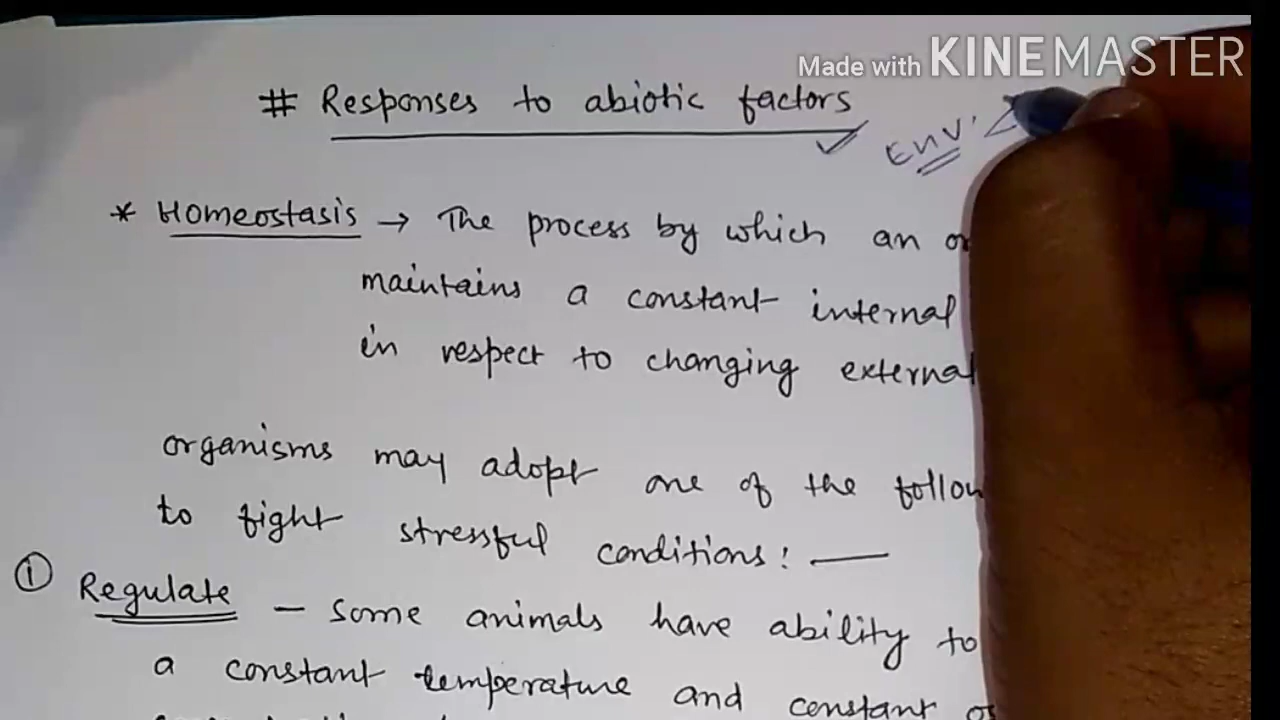 Made with KINEMASTER
# Responses to abiotic factors
Env'
* Homeostasis → The process by which an
maintains a constant internal
in respect to changing external
organisms may adopt one of the
to fight stressful conditions: —
① Regulate - some animals have ability to
a constant temperature and constant